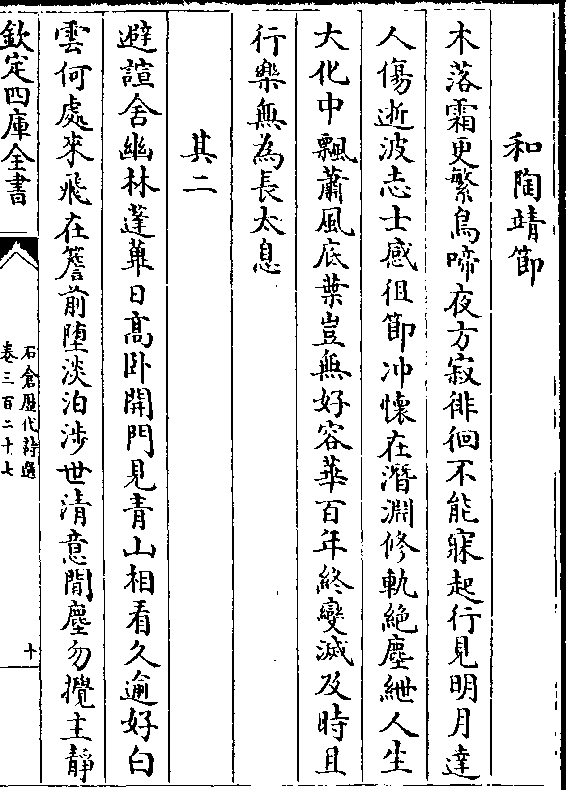 和陶靖節
木落霜更繁鳥啼夜方寂徘徊不能寐起行見明月達
人傷逝波志士感徂節冲懷在潛淵修軌絶塵紲人生
大化中飄蕭風底葉豈無好容華百年終變滅及時且
行樂無為長太息
其二
避諠舍幽林蓬蓽日髙卧開門見青山相看久逾好白
雲何處來飛在簷前堕淡泊涉世清意閒塵勿攪主靜
欽定四庫全書
石倉歷代詩選
卷三百二十七
十